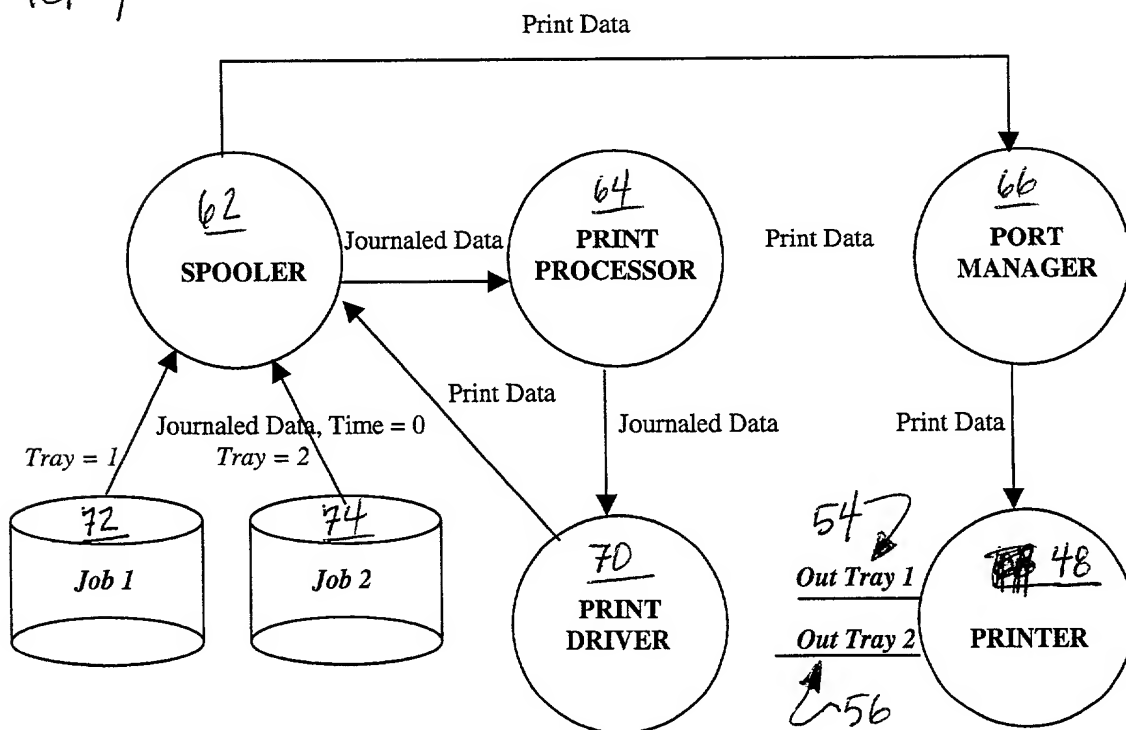 Print Data
62
SPOOLER
Journaled Data
64
PRINT
PROCESSOR
Print Data
66
PORT
MANAGER
Print Data
Journaled Data
Print Data
Journaled Data, Time = 0
Tray = 1
Tray = 2
72
Job 1
74
Job 2
70
PRINT
DRIVER
54
Out Tray 1
Out Tray 2
56
48
PRINTER